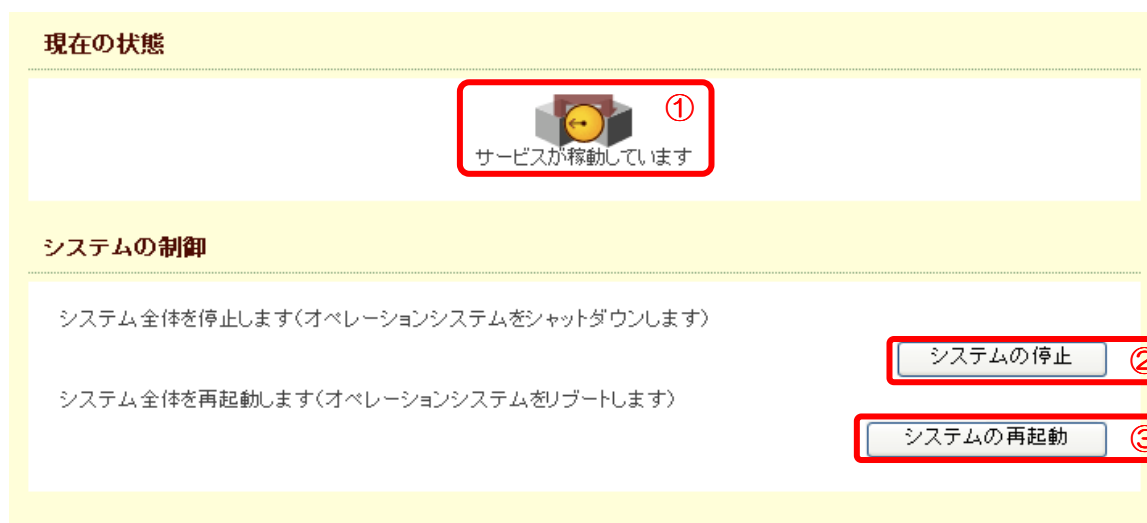 現在の状態
①
サービスが稼動しています
システムの制御
システム全体を停止します(オペレーションシステムをシャットダウンします)
システムの停止 ②
システム全体を再起動します(オペレーションシステムをリブートします)
システムの再起動 ③